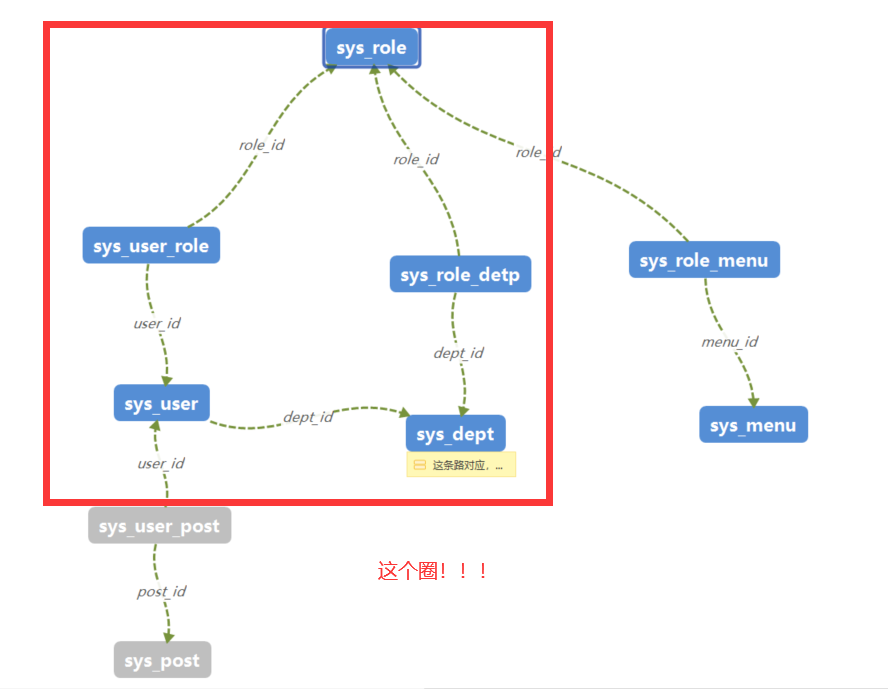 sys_role
role_id
role_id
role_id
sys_user_role
sys_role_detp
sys_role_menu
user_id
dept_id
menu_id
sys_user
dept_id
sys_dept
sys_menu
这条路对应，...
user_id
sys_user_post
这个圈！！！
post_id
sys_post